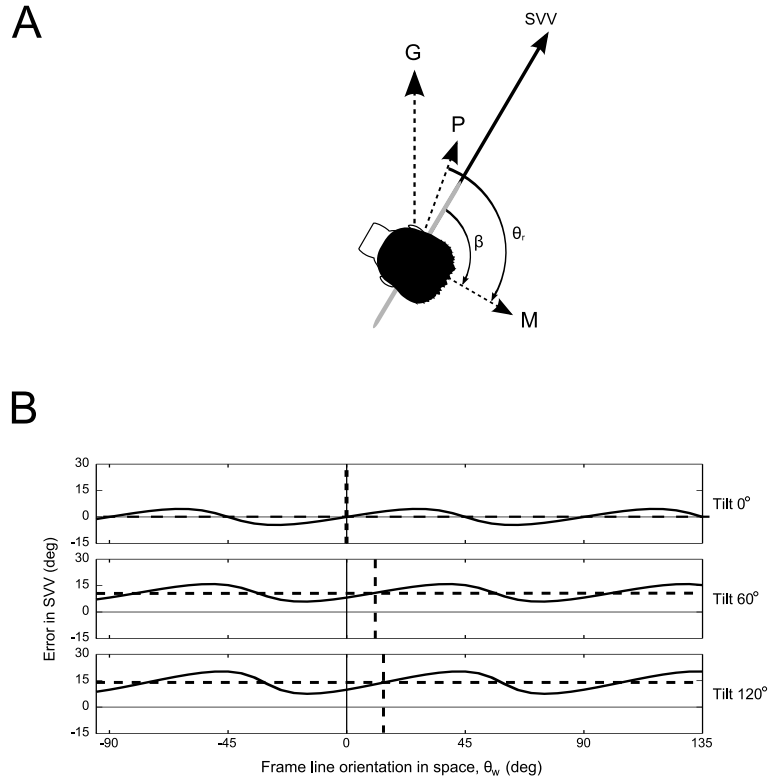 A
SVV
G
P
β
θr
M
B
30
15
0
-15
Tilt 0°
30
15
0
-15
Tilt 60°
30
15
0
-15
Tilt 120°
Error in SVV (deg)
-90 -45 0 45 90 135
Frame line orientation in space, θw (deg)